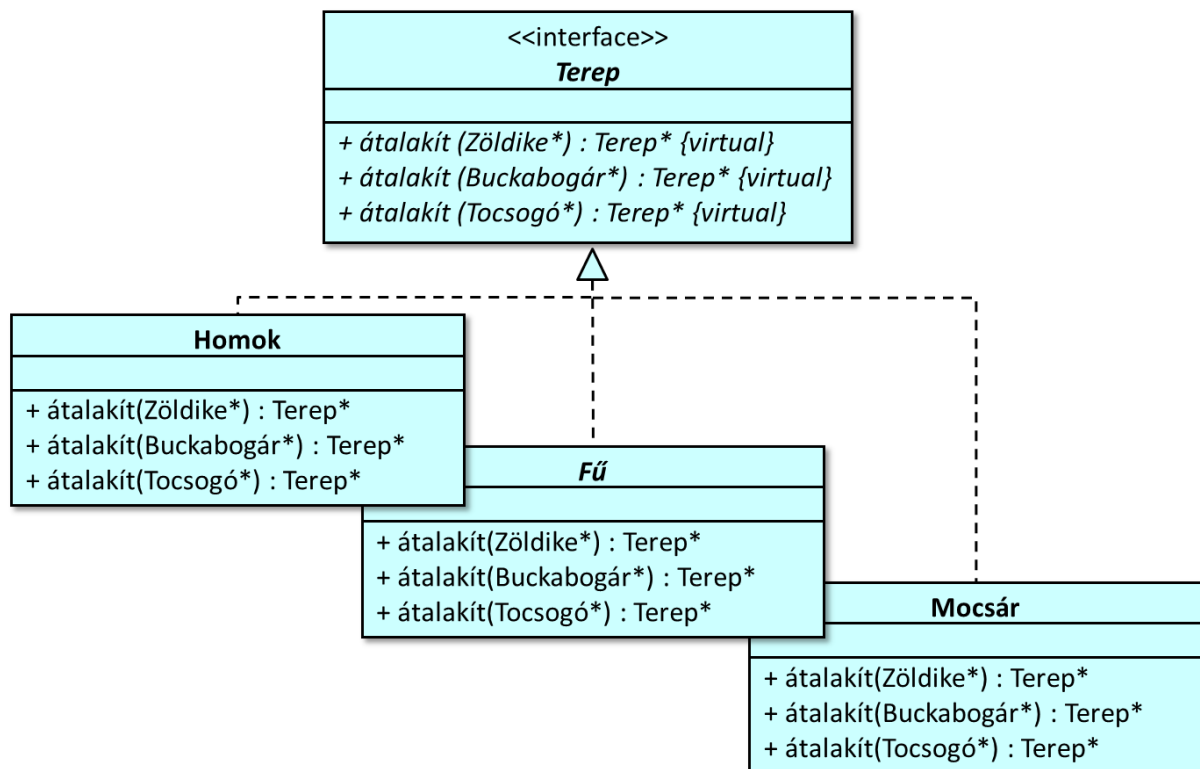 <<interface>>
Terep
+ átalakít (Zöldike*) : Terep* {virtual}
+ átalakít (Buckabogár*) : Terep* {virtual}
+ átalakít (Tocsogó*) : Terep* {virtual}
Homok
+ átalakít(Zöldike*) : Terep*
+ átalakít(Buckabogár*) : Terep*
+ átalakít(Tocsogó*) : Terep*
Fű
+ átalakít(Zöldike*) : Terep*
+ átalakít(Buckabogár*) : Terep*
+ átalakít(Tocsogó*) : Terep*
Mocsár
+ átalakít(Zöldike*) : Terep*
+ átalakít(Buckabogár*) : Terep*
+ átalakít(Tocsogó*) : Terep*